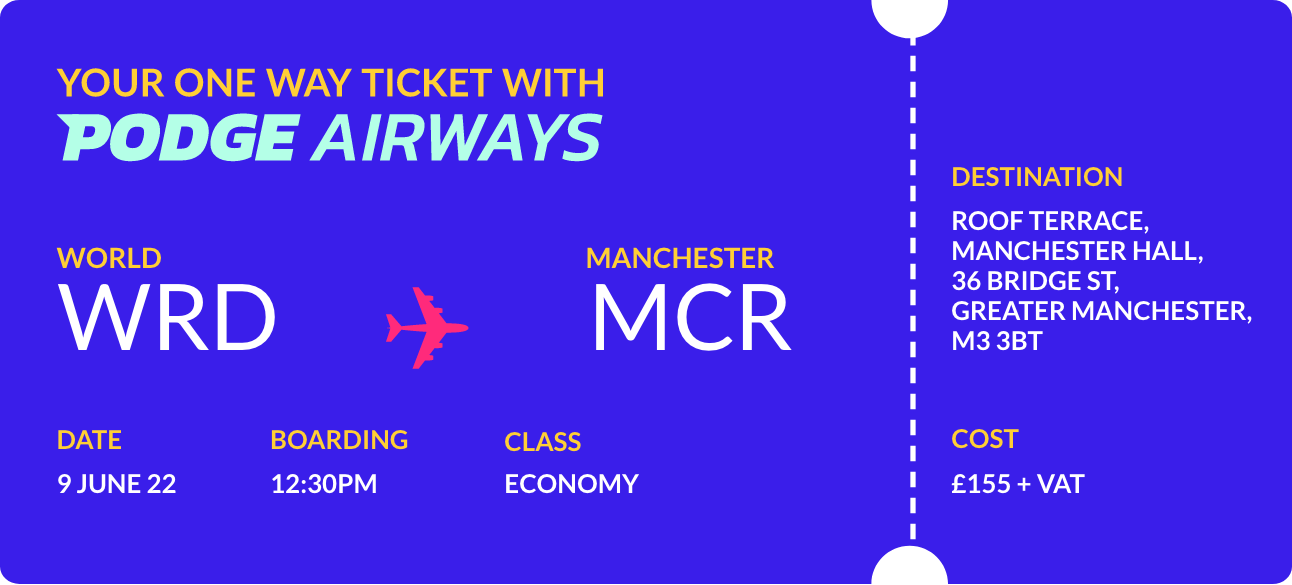 YOUR ONE WAY TICKET WITH
PODGE AIRWAYS
WORLD
WRD
MANCHESTER
MCR
DATE
9 JUNE 22
BOARDING
12:30PM
CLASS
ECONOMY
DESTINATION
ROOF TERRACE,
MANCHESTER HALL,
36 BRIDGE ST,
GREATER MANCHESTER,
M3 3BT
COST
£155 + VAT